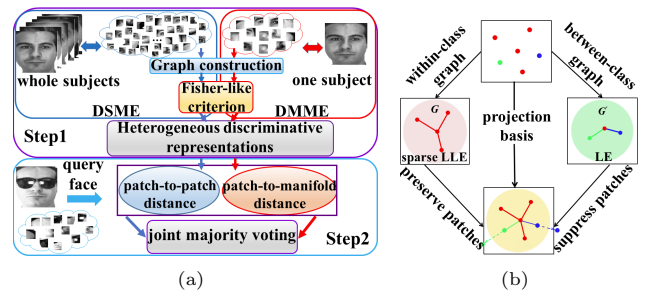 whole subjects
Graph construction
one subject
Fisher-like
criterion
DSME
DMME
Step1
Heterogeneous discriminative
representations
query
face
patch-to-patch
distance
patch-to-manifold
distance
joint majority voting
Step2
(a)
within-class
graph
between-class
graph
G
sparse LLE
projection
basis
G'
LE
preserve patches
suppress patches
(b)